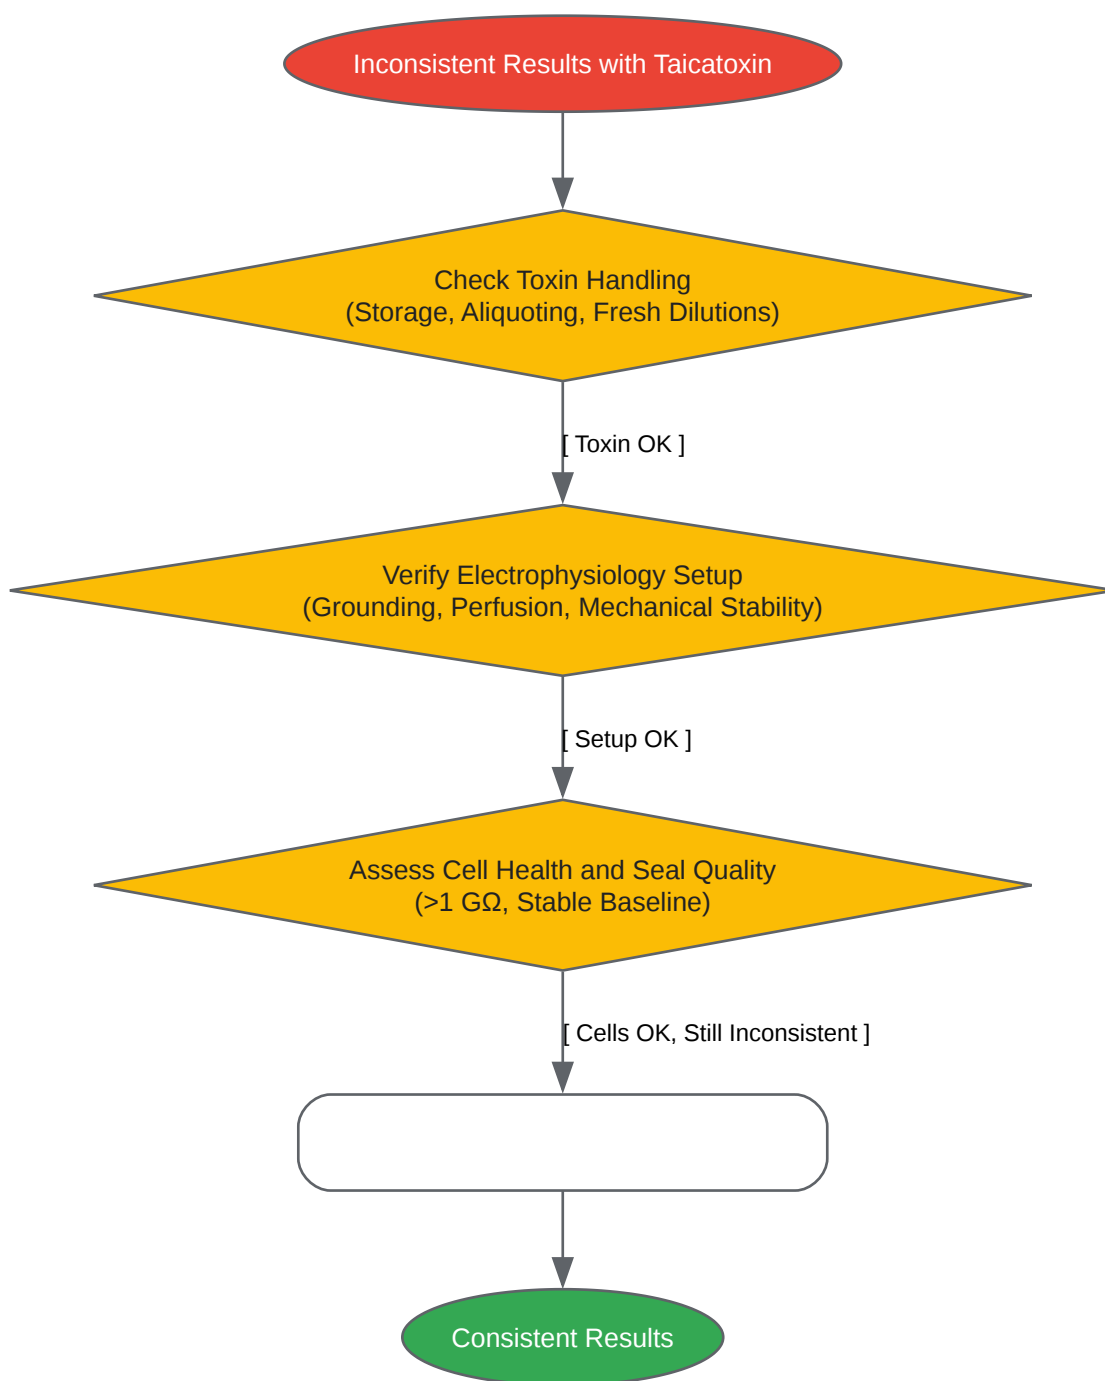 Inconsistent Results with Taicatoxin
Check Toxin Handling
(Storage, Aliquoting, Fresh Dilutions)
[ Toxin OK ]
Verify Electrophysiology Setup
(Grounding, Perfusion, Mechanical Stability)
[ Setup OK ]
Assess Cell Health and Seal Quality
(>1 GΩ, Stable Baseline)
[ Cells OK, Still Inconsistent ]
Consistent Results